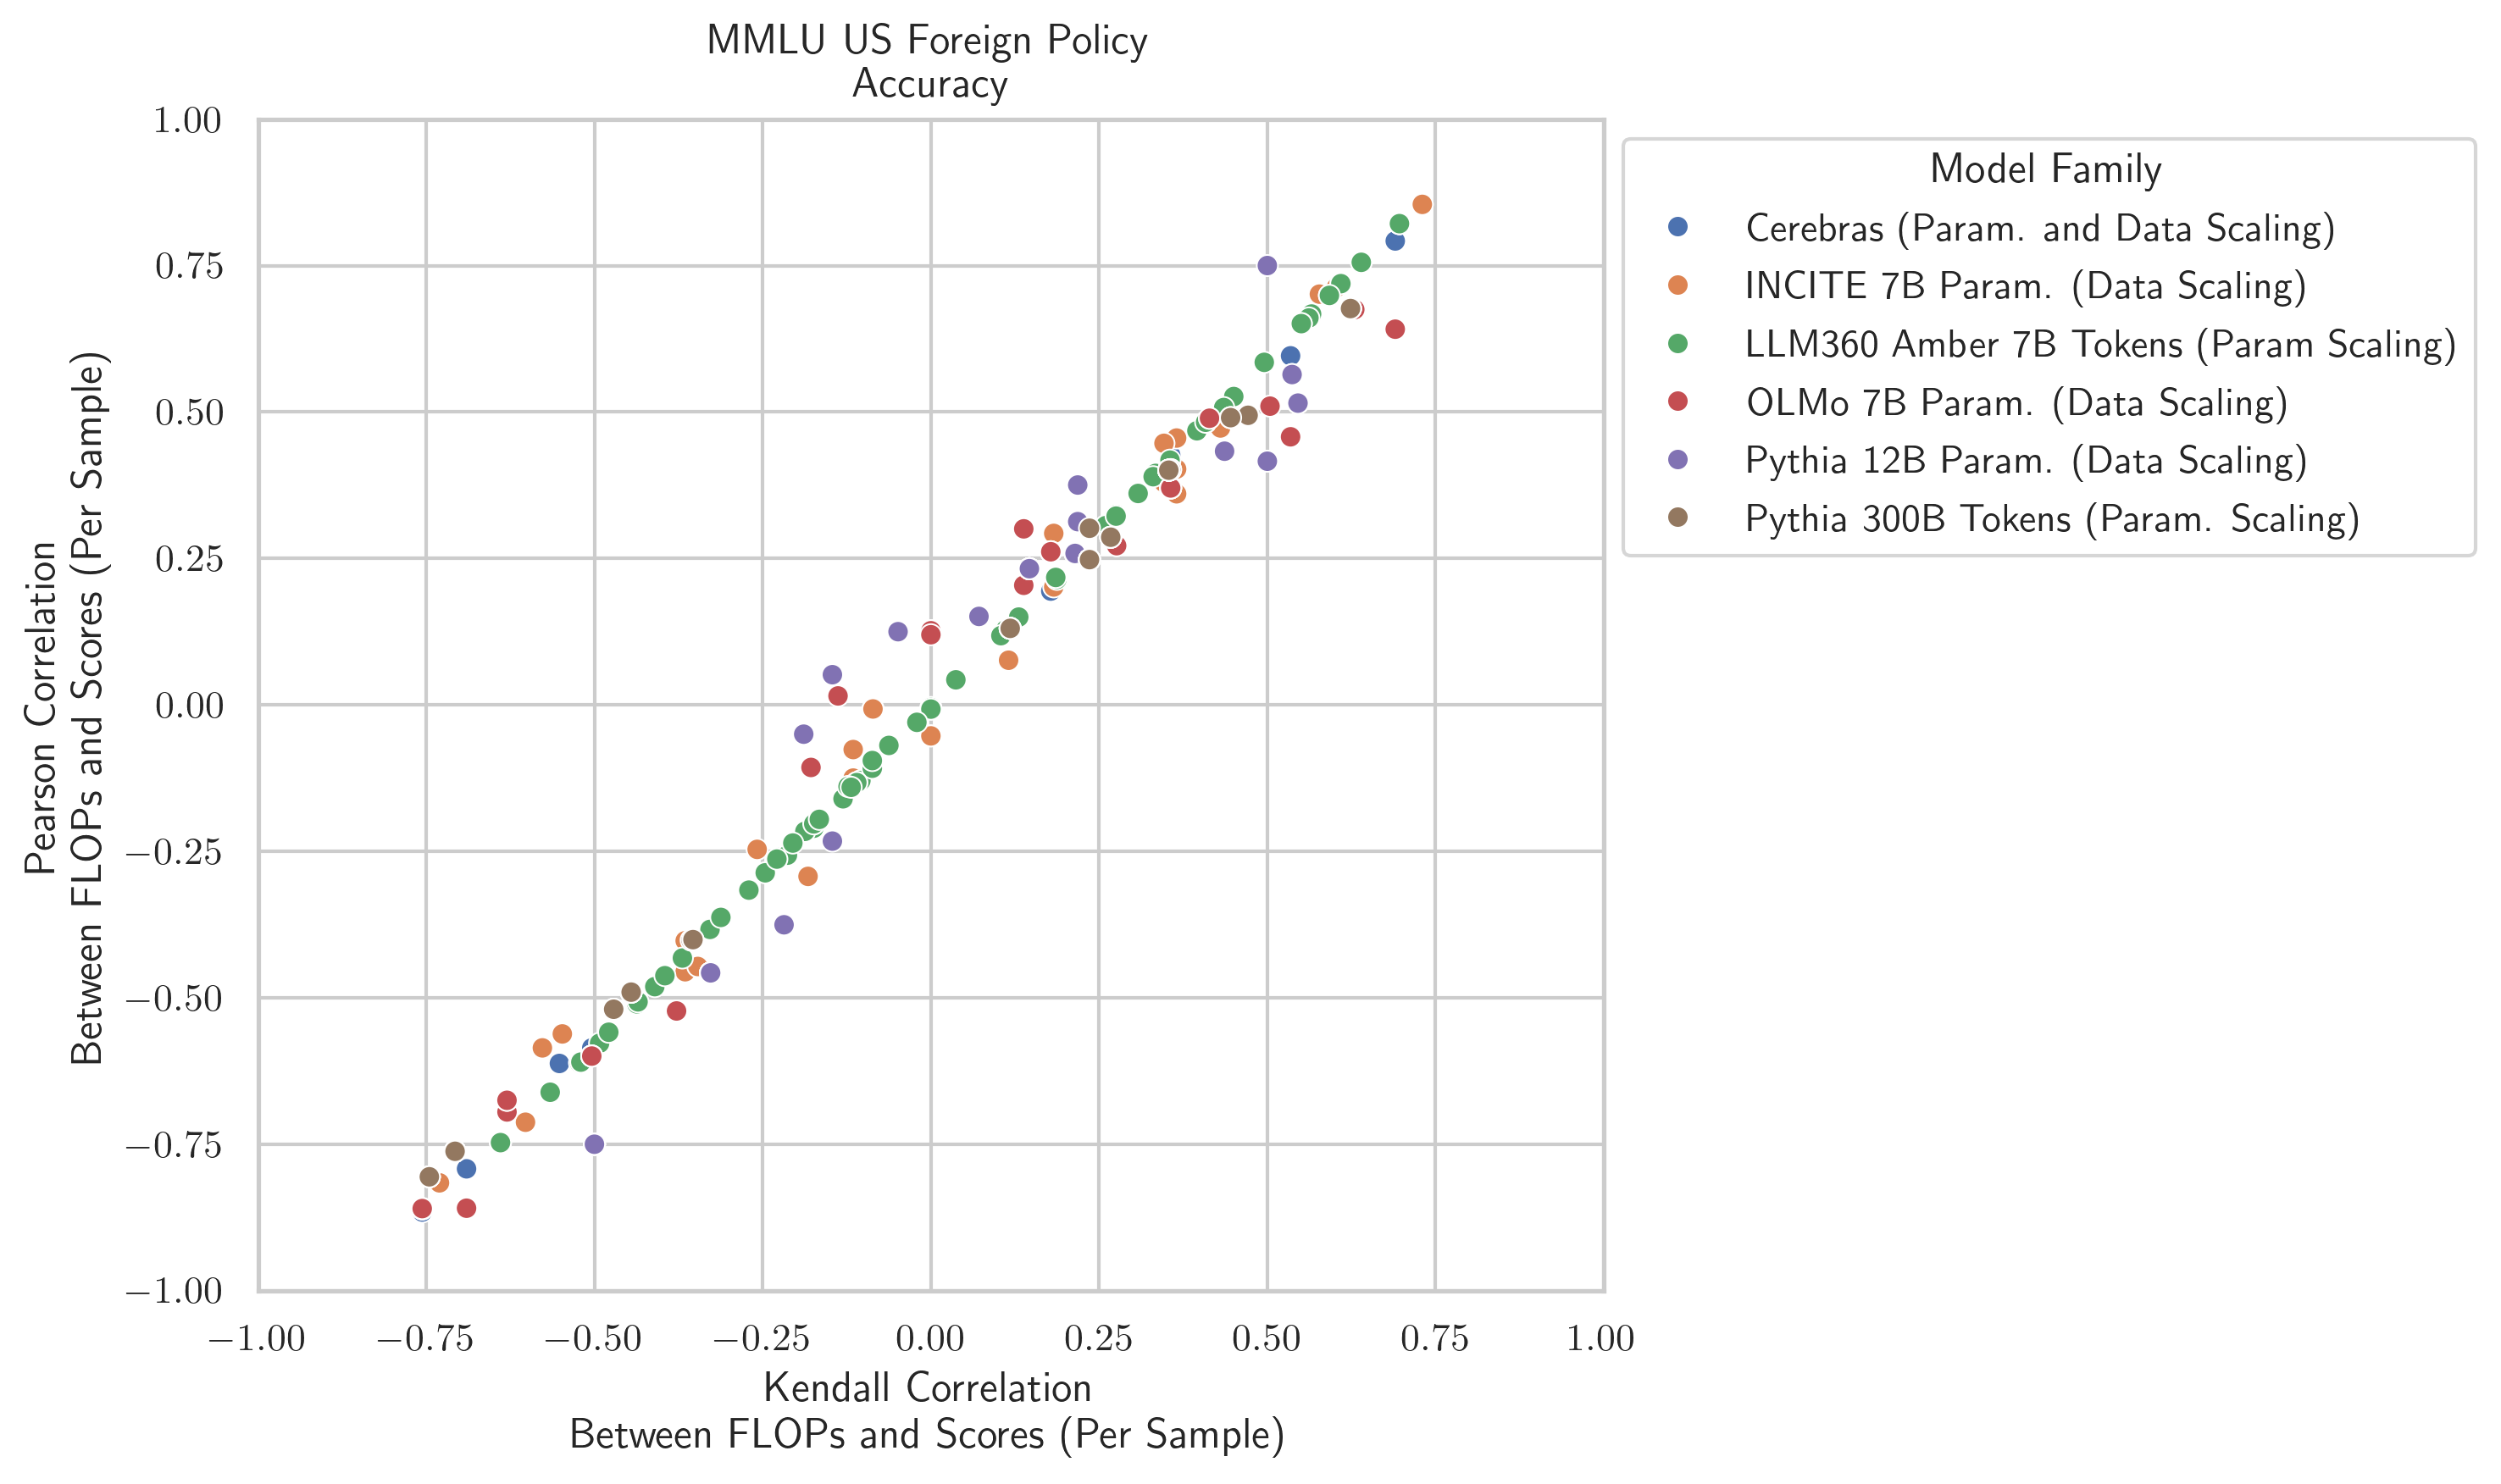 MMLU US Foreign Policy
Accuracy
1.00
0.75
0.50
0.25
0.00
−0.25
−0.50
−0.75
−1.00
Pearson Correlation
Between FLOPs and Scores (Per Sample)
−1.00 −0.75 −0.50 −0.25 0.00 0.25 0.50 0.75 1.00
Kendall Correlation
Between FLOPs and Scores (Per Sample)
Model Family
Cerebras (Param. and Data Scaling)
INCITE 7B Param. (Data Scaling)
LLM360 Amber 7B Tokens (Param Scaling)
OLMo 7B Param. (Data Scaling)
Pythia 12B Param. (Data Scaling)
Pythia 300B Tokens (Param. Scaling)